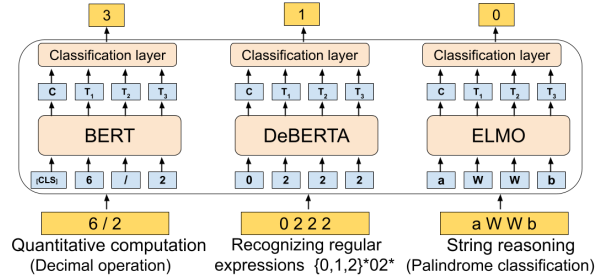 3 1 0
Classification layer Classification layer Classification layer
C T1 T2 T3 C T1 T2 T3 C T1 T2 T3
BERT DeBERTA ELMO
[CLS] 6 / 2 0 2 2 2 a W W b
6 / 2 0 2 2 2 a W W b
Quantitative computation Recognizing regular String reasoning
(Decimal operation) expressions {0,1,2}*02* (Palindrome classification)